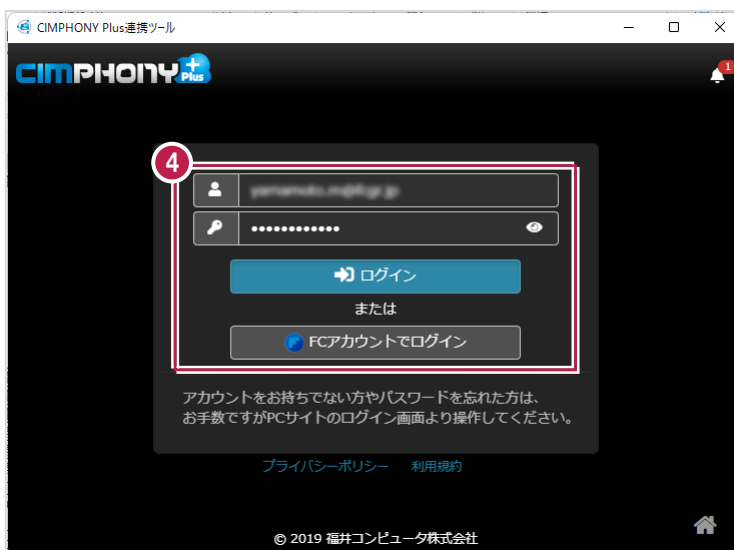 CIMPHONY Plus連携ツール
CIMPHONY Plus
1
4
••••••••••••
ログイン
または
FCアカウントでログイン
アカウントをお持ちでない方やパスワードを忘れた方は、
お手数ですがPCサイトのログイン画面より操作してください。
プライバシーポリシー 利用規約
© 2019 福井コンピュータ株式会社